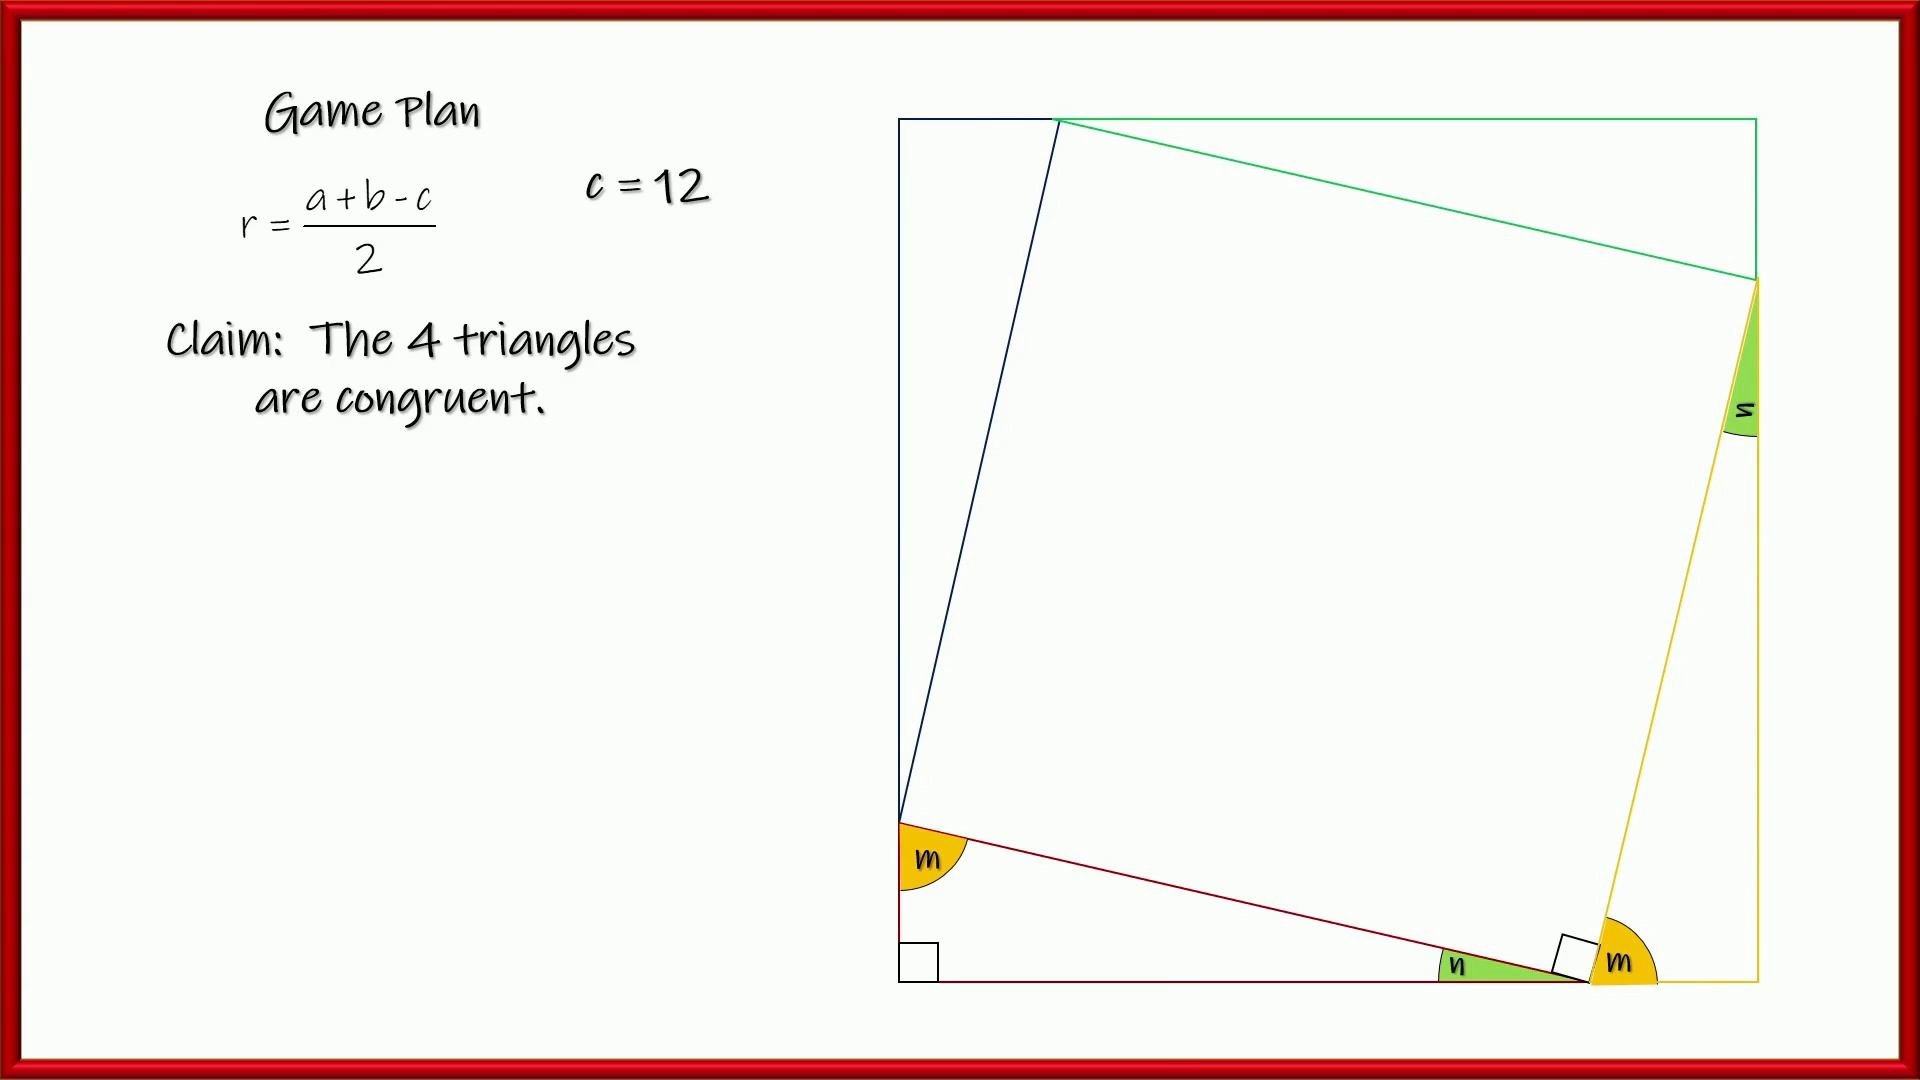 Game Plan
r = (a + b - c) / 2
c = 12
Claim: The 4 triangles
are congruent.
n
m
n
m